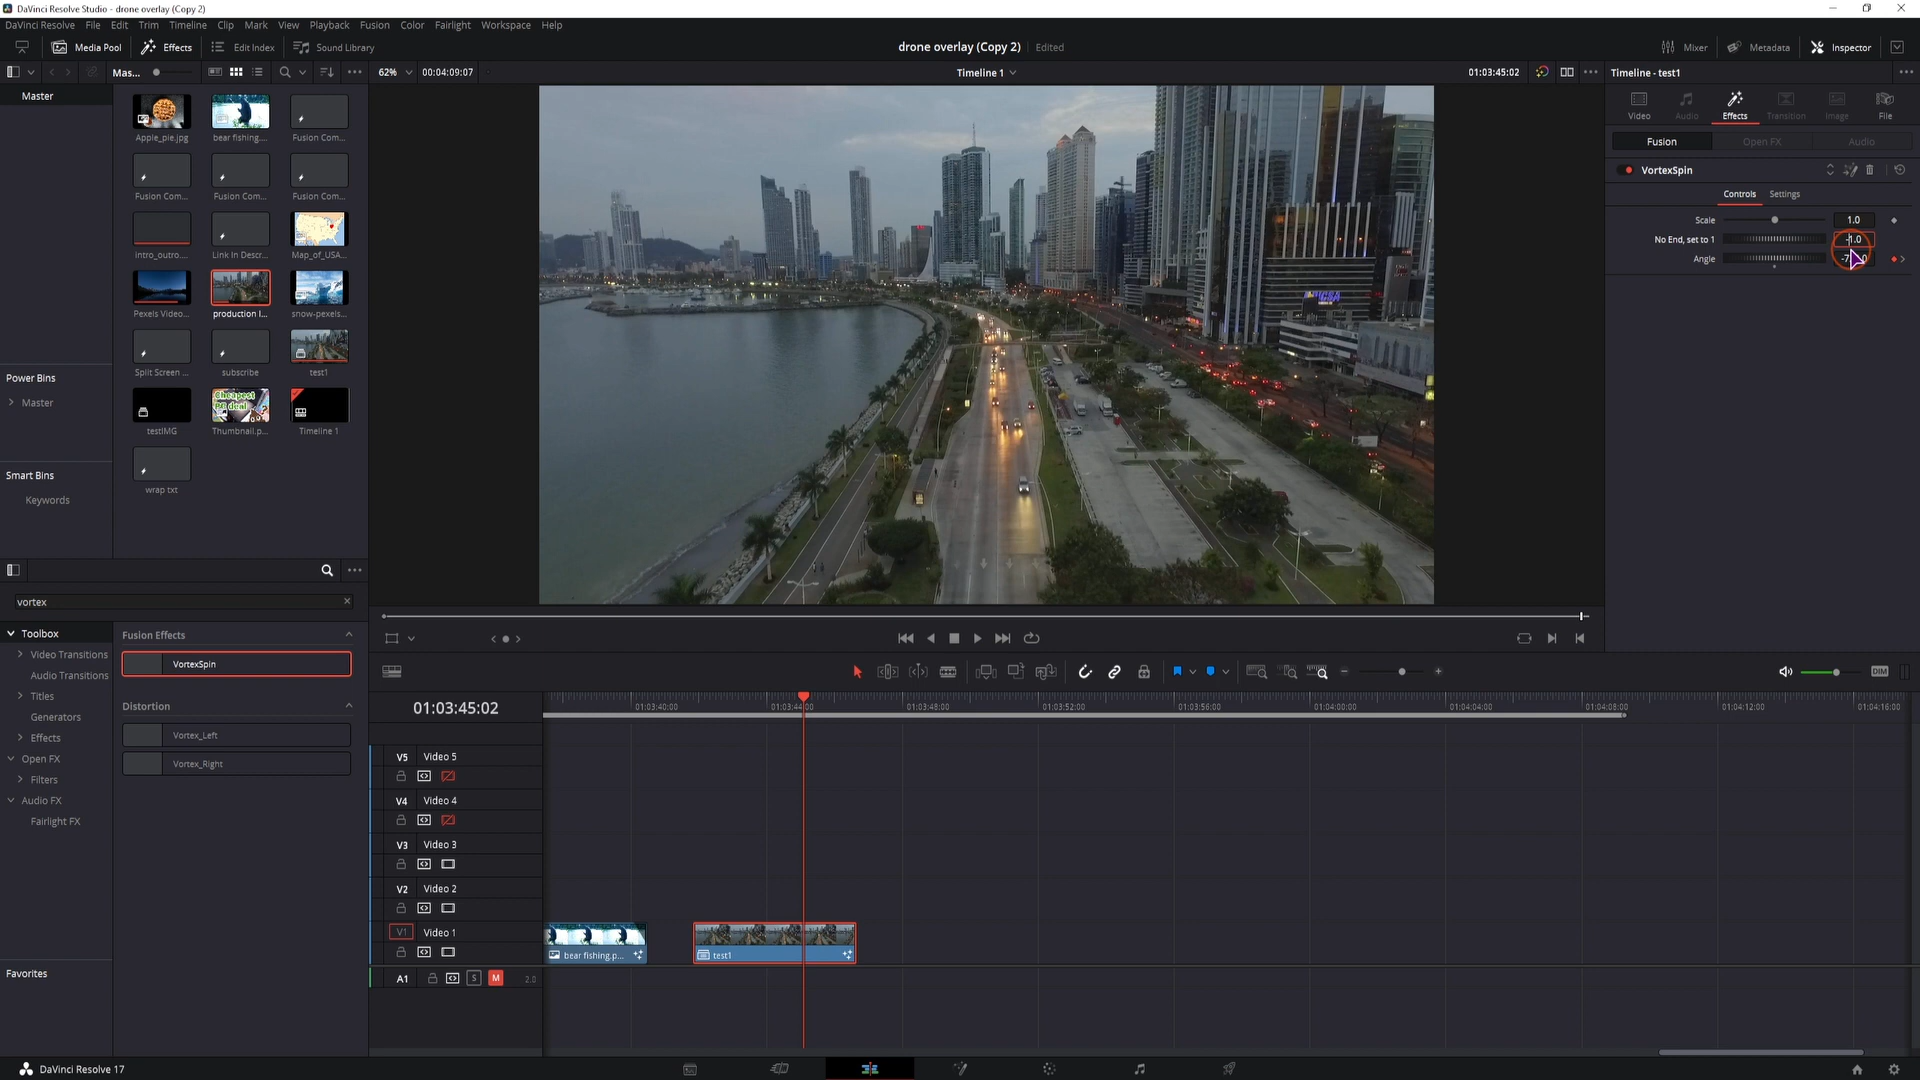 DaVinci Resolve Studio - drone overlay (Copy 2)
DaVinci Resolve File Edit Trim Timeline Clip Mark View Playback Fusion Color Fairlight Workspace Help
Media Pool Effects Edit Index Sound Library drone overlay (Copy 2) Edited Mixer Metadata Inspector
Mas... 62% 00:04:09:07 Timeline 1 01:03:45:02 Timeline - test1
Master
Apple_pie.jpg bear fishing.... Fusion Com...
Fusion Com... Fusion Com... Fusion Com...
Intro_outro.... Link In Descr... Map_of_USA...
Pexels Video... production I... snow-pexels...
Split Screen ... subscribe test1
testIMG Thumbnail.p... Timeline 1
wrap txt
Power Bins
Master
Smart Bins
Keywords
Video Audio Effects Transition Image File
Fusion Open FX Audio
VortexSpin
Controls Settings
Scale 1.0
No End, set to 1 -1.0
Angle
vortex
Toolbox
Video Transitions
Audio Transitions
Titles
Generators
Effects
Open FX
Filters
Audio FX
Fairlight FX
Favorites
Fusion Effects
VortexSpin
Distortion
Vortex_Left
Vortex_Right
DIM
01:03:45:02
01:03:40:00 01:03:44:00 01:03:48:00 01:03:52:00 01:03:56:00 01:04:00:00 01:04:04:00 01:04:08:00 01:04:12:00 01:04:16:00
V5 Video 5
V4 Video 4
V3 Video 3
V2 Video 2
V1 Video 1
bear fishing.p... test1
A1 S M 2.0
DaVinci Resolve 17